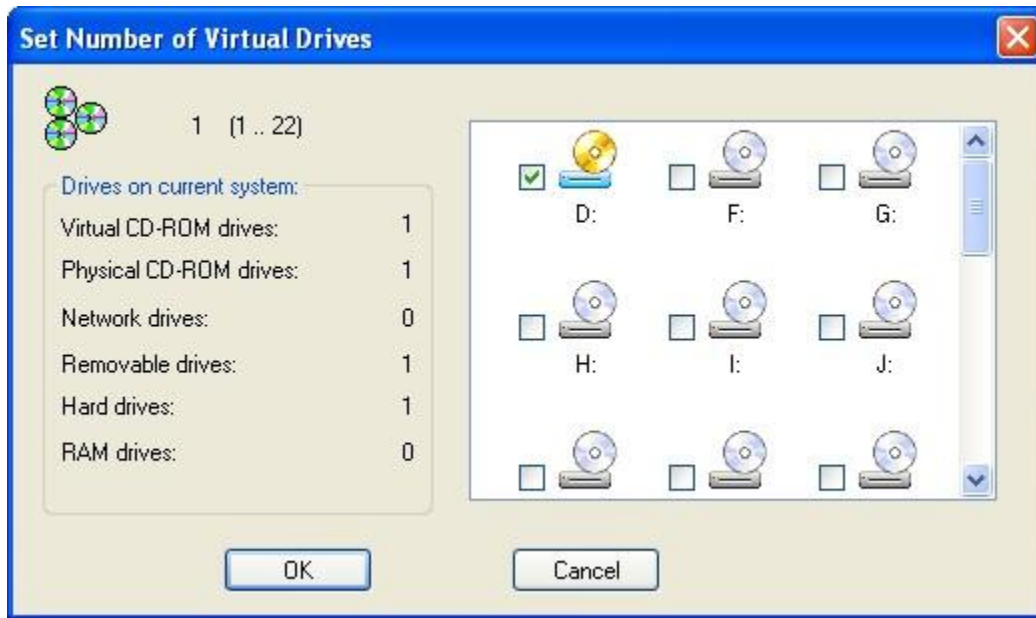 Set Number of Virtual Drives
1 (1 .. 22)
Drives on current system:
Virtual CD-ROM drives: 1
Physical CD-ROM drives: 1
Network drives: 0
Removable drives: 1
Hard drives: 1
RAM drives: 0
D: F: G:
H: I: J:
OK Cancel